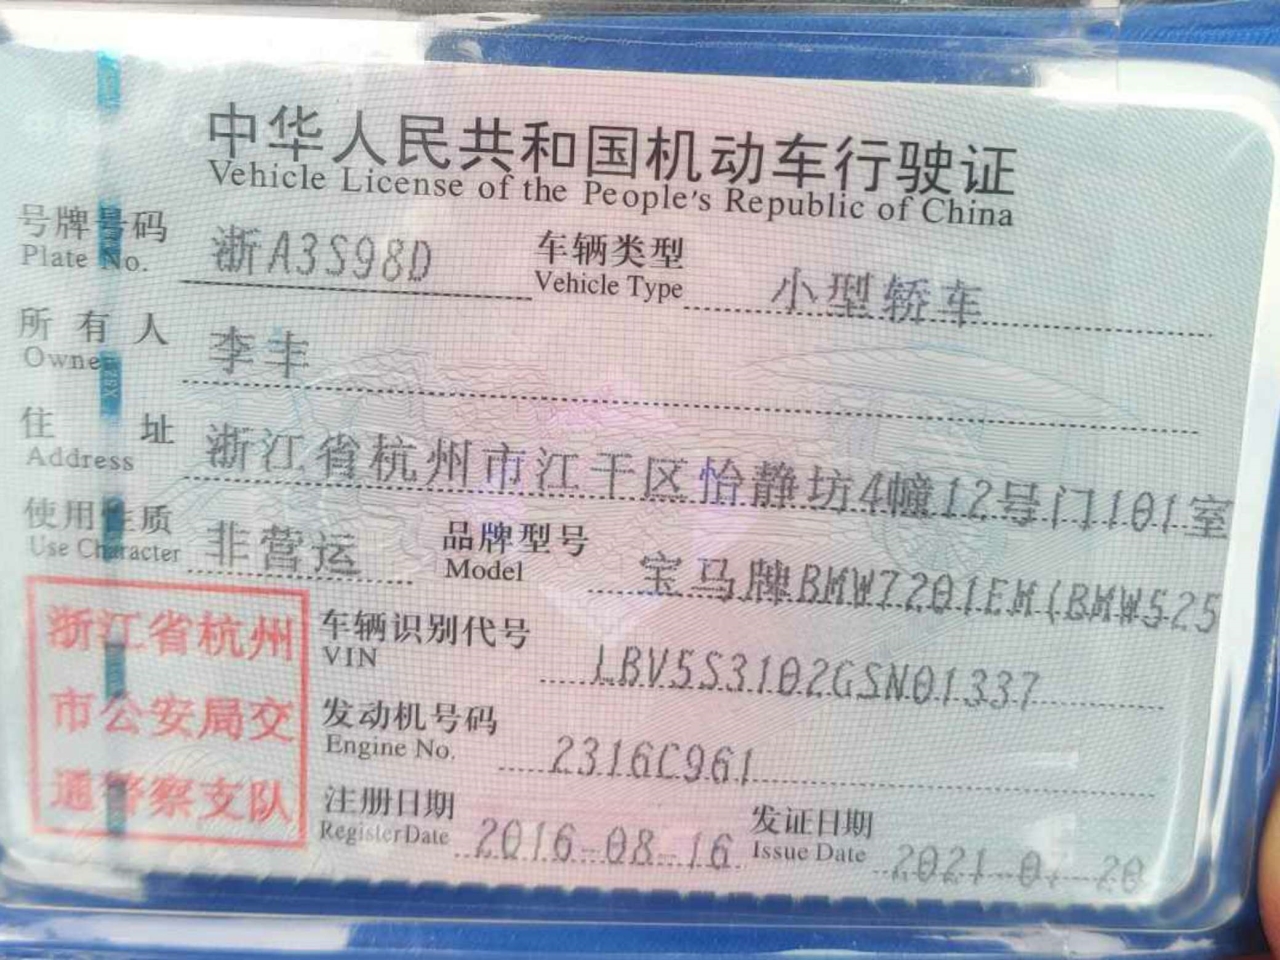 中华人民共和国机动车行驶证
Vehicle License of the People's Republic of China
号牌号码 浙A3S98D 车辆类型 小型轿车
Plate No. Vehicle Type
所有人 李丰
Owner
住址 浙江省杭州市江干区怡静坊4幢12号门101室
Address
使用性质 非营运 品牌型号 宝马牌BMW7201EM(BMW525
Use Character Model
浙江省杭州
市公安局交
通警察支队
车辆识别代号 LBV5S3102GSN01337
VIN
发动机号码 2316C961
Engine No.
注册日期 2016-08-16 发证日期 2021-07-20
Register Date Issue Date